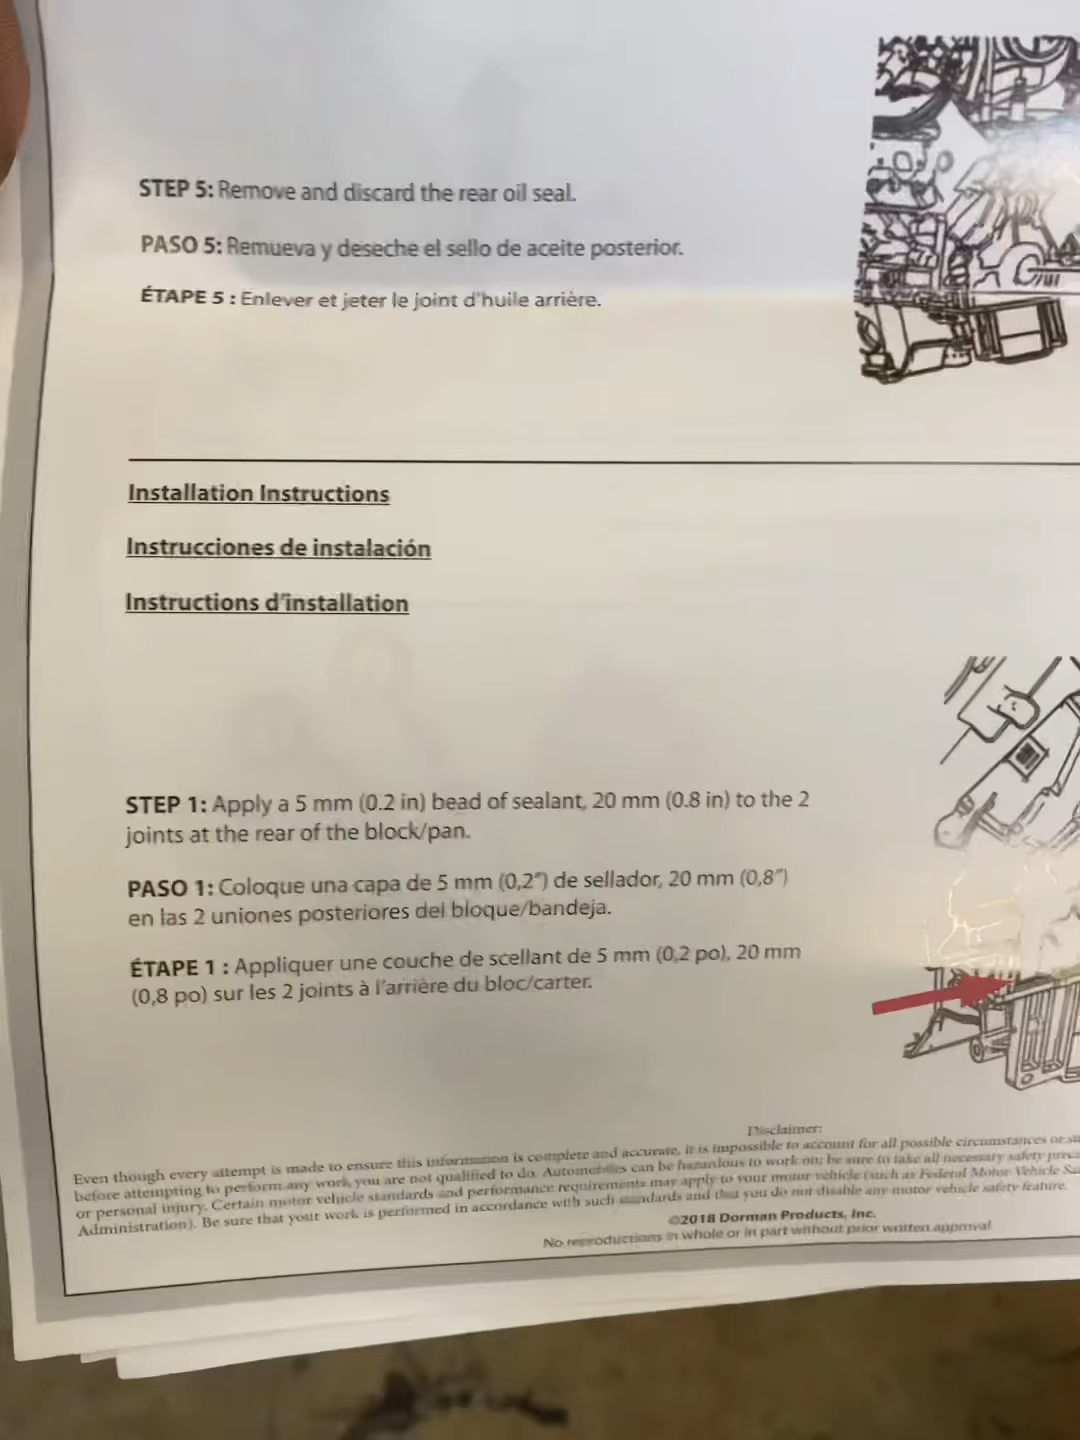 STEP 5: Remove and discard the rear oil seal.
PASO 5: Remueva y deseche el sello de aceite posterior.
ÉTAPE 5 : Enlever et jeter le joint d'huile arrière.
Installation Instructions
Instrucciones de instalación
Instructions d'installation
STEP 1: Apply a 5 mm (0.2 in) bead of sealant, 20 mm (0.8 in) to the 2
joints at the rear of the block/pan.
PASO 1: Coloque una capa de 5 mm (0,2") de sellador, 20 mm (0,8")
en las 2 uniones posteriores del bloque/bandeja.
ÉTAPE 1 : Appliquer une couche de scellant de 5 mm (0,2 po), 20 mm
(0,8 po) sur les 2 joints à l'arrière du bloc/carter.
Disclaimer:
Even though every attempt is made to ensure this information is complete and accurate, it is impossible to account for all possible circumstances or
before attempting to perform any work you are not qualified to do. Automobiles can be hazardous to work on; be sure to take all necessary safety
or personal injury. Certain motor vehicle standards and performance requirements may apply to your motor vehicle (such as Federal Motor Vehicle
Administration). Be sure that your work is performed in accordance with such standards and that you do not disable any motor vehicle safety feature.
©2018 Dorman Products, Inc.
No reproductions in whole or in part without prior written approval